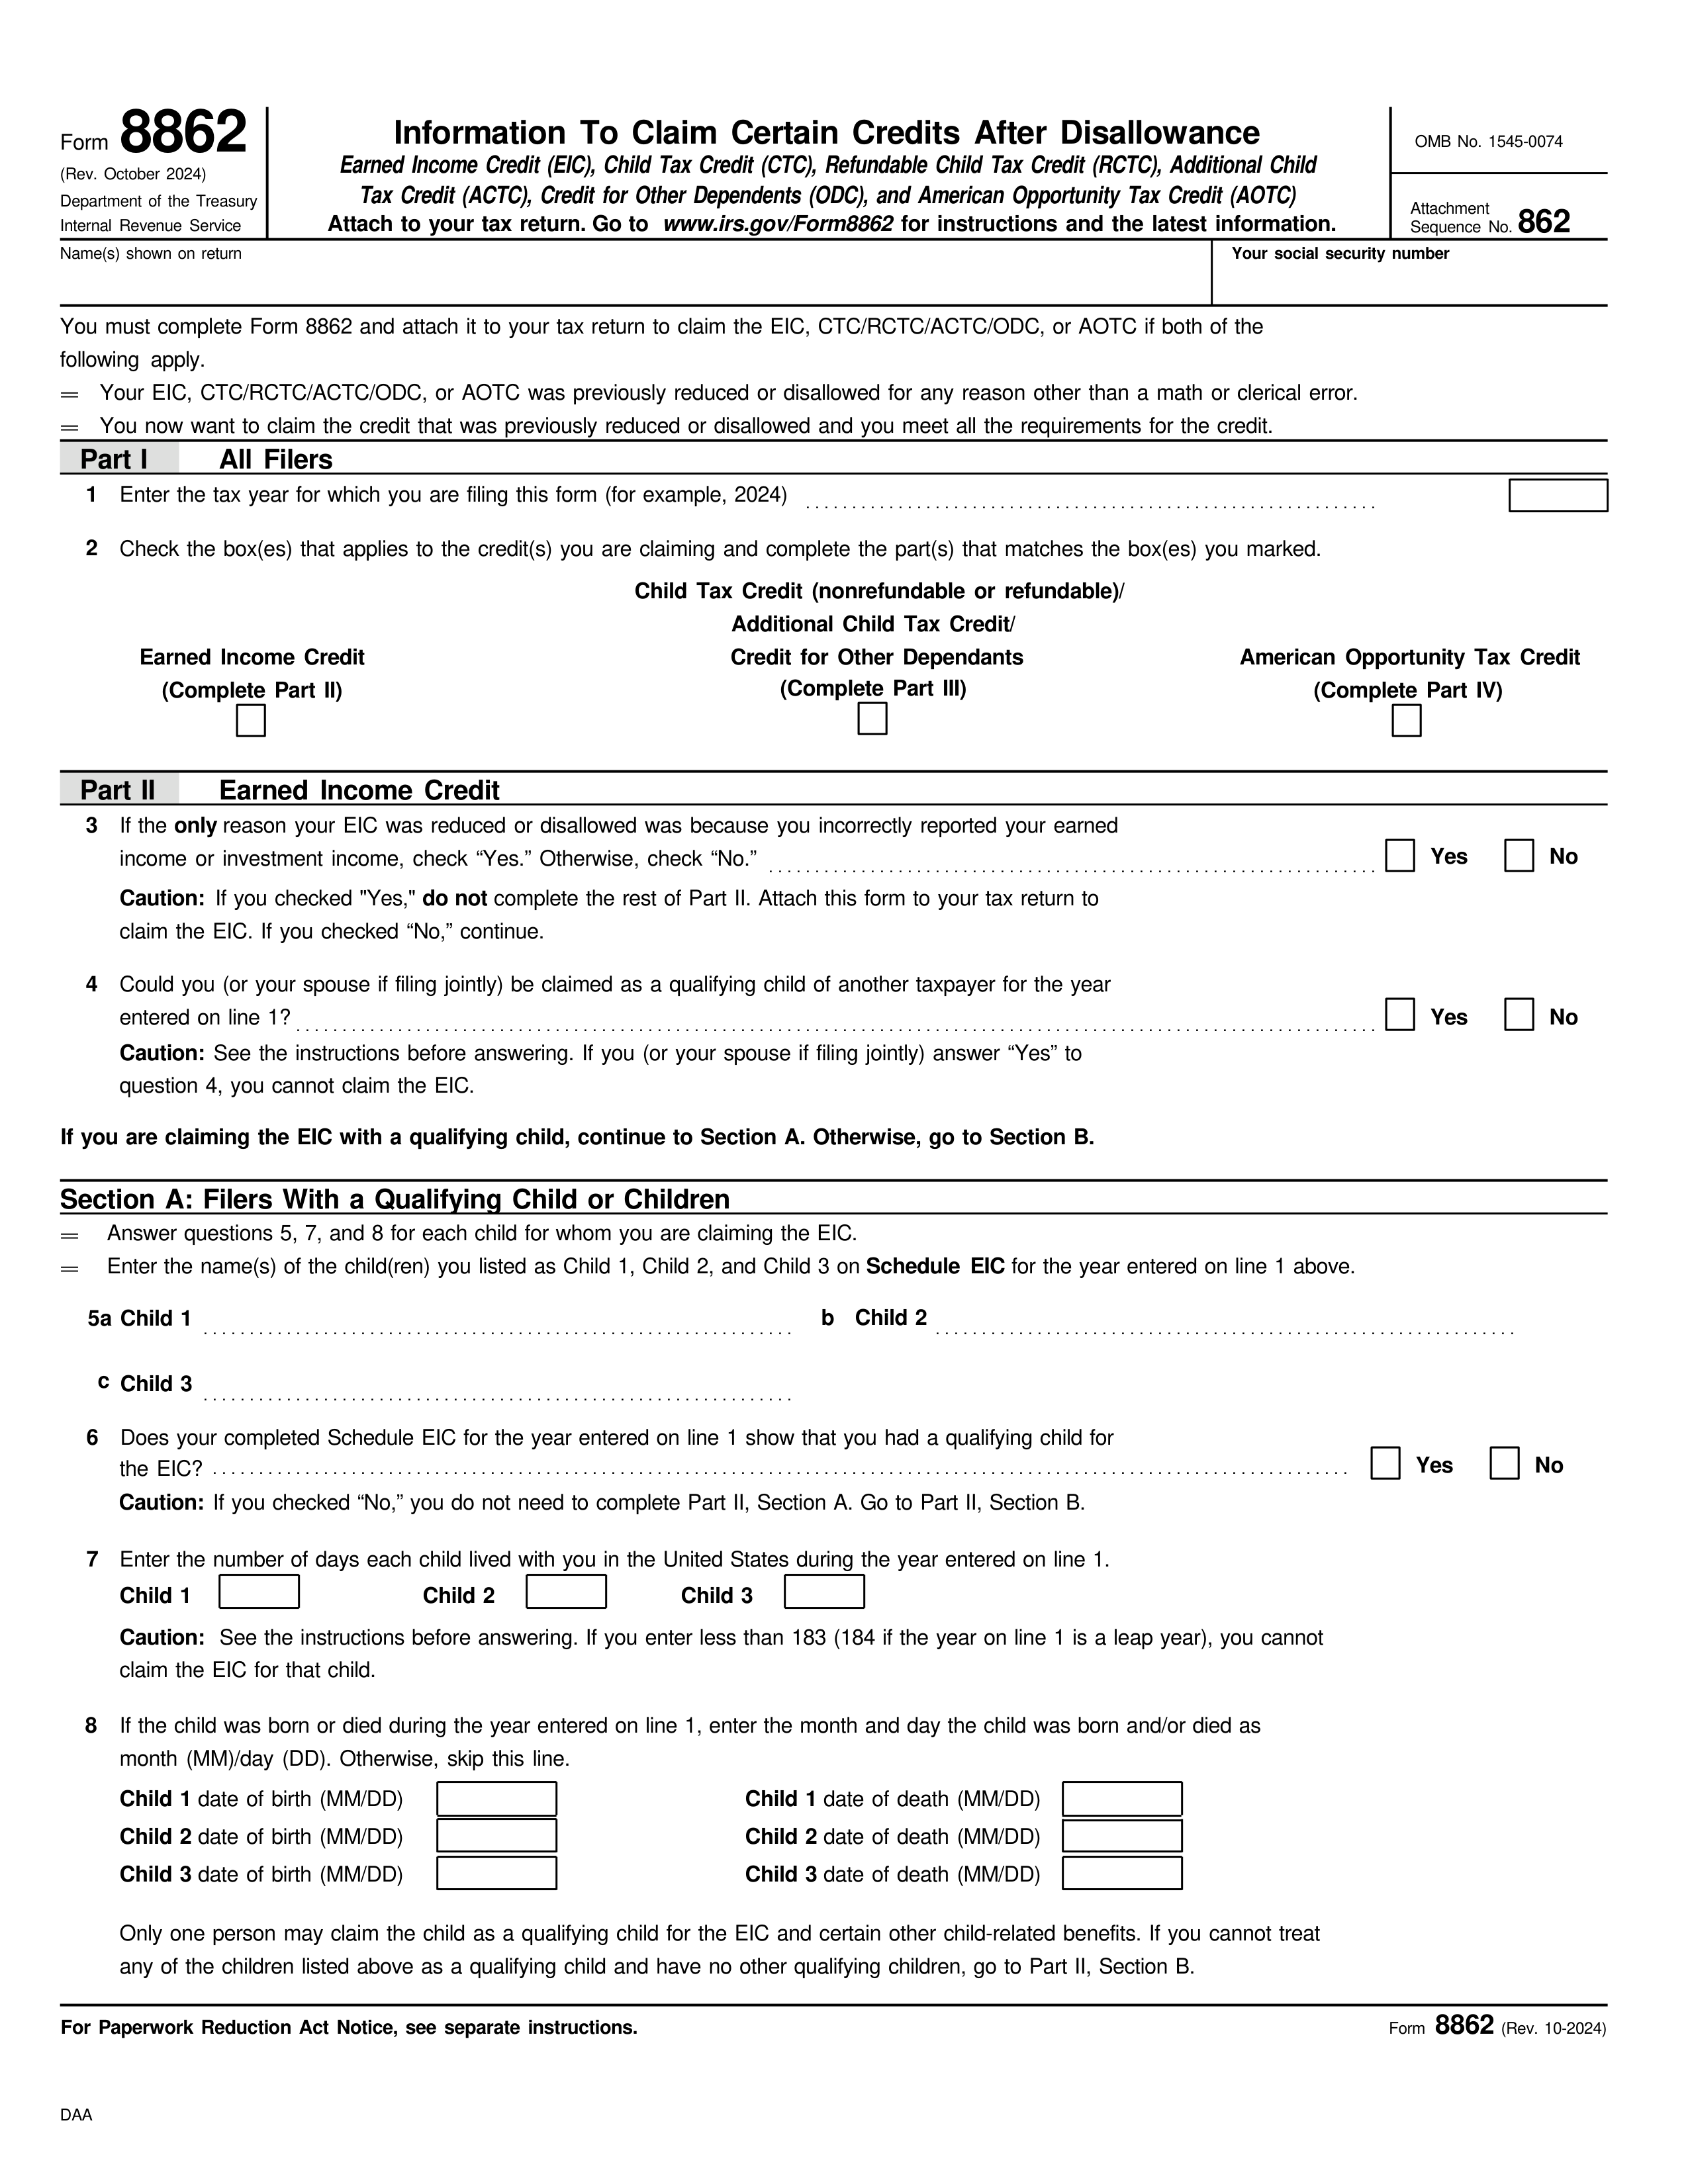 Form 8862
(Rev. October 2024)
Department of the Treasury
Internal Revenue Service
Information To Claim Certain Credits After Disallowance
Earned Income Credit (EIC), Child Tax Credit (CTC), Refundable Child Tax Credit (RCTC), Additional Child
Tax Credit (ACTC), Credit for Other Dependents (ODC), and American Opportunity Tax Credit (AOTC)
Attach to your tax return. Go to www.irs.gov/Form8862 for instructions and the latest information.
OMB No. 1545-0074
Attachment
Sequence No. 862
Name(s) shown on return
Your social security number
You must complete Form 8862 and attach it to your tax return to claim the EIC, CTC/RCTC/ACTC/ODC, or AOTC if both of the
following apply.
= Your EIC, CTC/RCTC/ACTC/ODC, or AOTC was previously reduced or disallowed for any reason other than a math or clerical error.
= You now want to claim the credit that was previously reduced or disallowed and you meet all the requirements for the credit.
Part I All Filers
1 Enter the tax year for which you are filing this form (for example, 2024)
2 Check the box(es) that applies to the credit(s) you are claiming and complete the part(s) that matches the box(es) you marked.
Child Tax Credit (nonrefundable or refundable)/
Additional Child Tax Credit/
Earned Income Credit Credit for Other Dependants American Opportunity Tax Credit
(Complete Part II) (Complete Part III) (Complete Part IV)
Part II Earned Income Credit
3 If the only reason your EIC was reduced or disallowed was because you incorrectly reported your earned
income or investment income, check “Yes.” Otherwise, check “No.” Yes No
Caution: If you checked "Yes," do not complete the rest of Part II. Attach this form to your tax return to
claim the EIC. If you checked “No,” continue.
4 Could you (or your spouse if filing jointly) be claimed as a qualifying child of another taxpayer for the year
entered on line 1? Yes No
Caution: See the instructions before answering. If you (or your spouse if filing jointly) answer “Yes” to
question 4, you cannot claim the EIC.
If you are claiming the EIC with a qualifying child, continue to Section A. Otherwise, go to Section B.
Section A: Filers With a Qualifying Child or Children
= Answer questions 5, 7, and 8 for each child for whom you are claiming the EIC.
= Enter the name(s) of the child(ren) you listed as Child 1, Child 2, and Child 3 on Schedule EIC for the year entered on line 1 above.
5a Child 1 b Child 2
c Child 3
6 Does your completed Schedule EIC for the year entered on line 1 show that you had a qualifying child for
the EIC? Yes No
Caution: If you checked “No,” you do not need to complete Part II, Section A. Go to Part II, Section B.
7 Enter the number of days each child lived with you in the United States during the year entered on line 1.
Child 1 Child 2 Child 3
Caution: See the instructions before answering. If you enter less than 183 (184 if the year on line 1 is a leap year), you cannot
claim the EIC for that child.
8 If the child was born or died during the year entered on line 1, enter the month and day the child was born and/or died as
month (MM)/day (DD). Otherwise, skip this line.
Child 1 date of birth (MM/DD) Child 1 date of death (MM/DD)
Child 2 date of birth (MM/DD) Child 2 date of death (MM/DD)
Child 3 date of birth (MM/DD) Child 3 date of death (MM/DD)
Only one person may claim the child as a qualifying child for the EIC and certain other child-related benefits. If you cannot treat
any of the children listed above as a qualifying child and have no other qualifying children, go to Part II, Section B.
For Paperwork Reduction Act Notice, see separate instructions. Form 8862 (Rev. 10-2024)
DAA